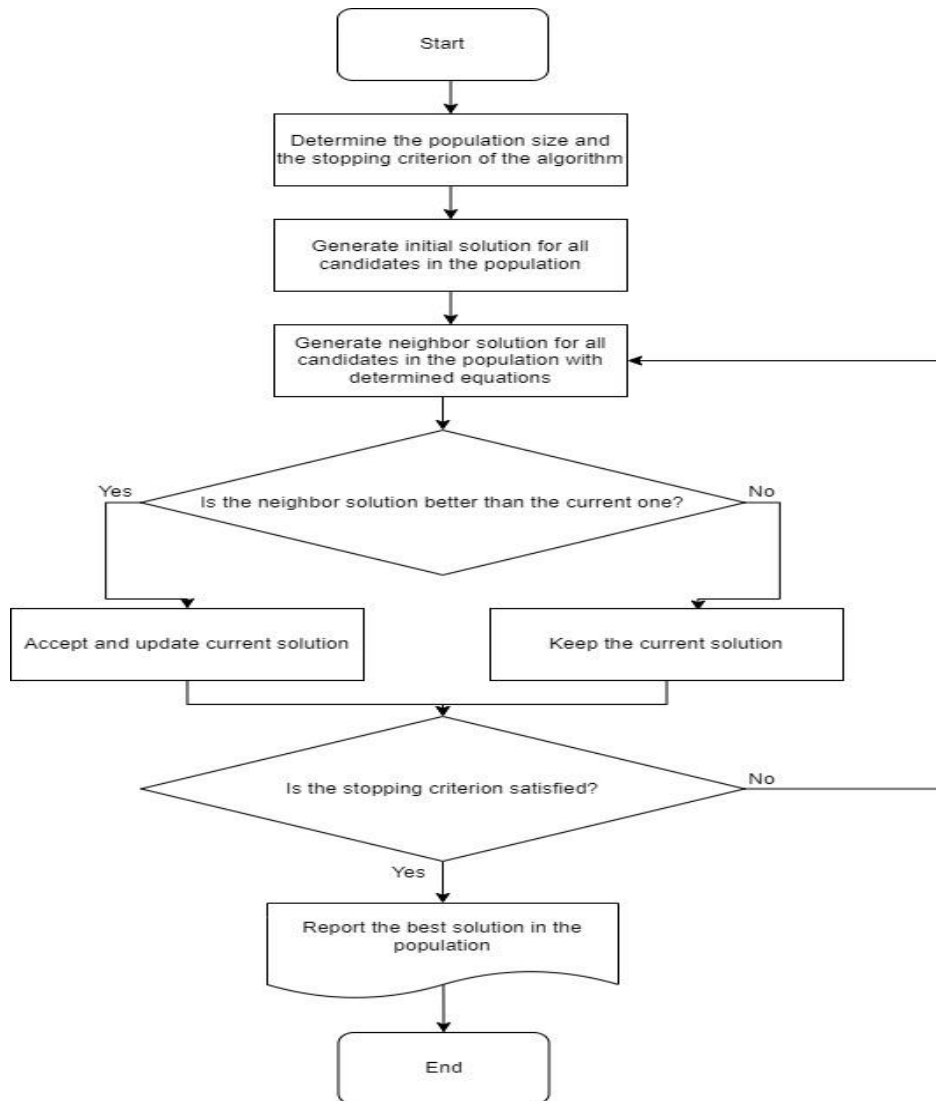 Start
Determine the population size and
the stopping criterion of the algorithm
Generate initial solution for all
candidates in the population
Generate neighbor solution for all
candidates in the population with
determined equations
Yes
Is the neighbor solution better than the current one?
No
Accept and update current solution
Keep the current solution
Is the stopping criterion satisfied?
No
Yes
Report the best solution in the
population
End